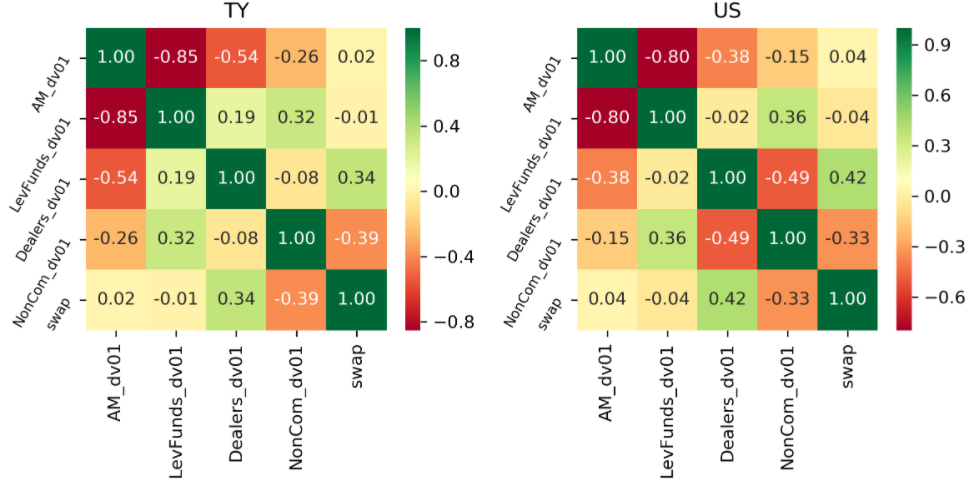 TY
AM_dv01 1.00 -0.85 -0.54 -0.26 0.02
LevFunds_dv01 -0.85 1.00 0.19 0.32 -0.01
Dealers_dv01 -0.54 0.19 1.00 -0.08 0.34
NonCom_dv01 -0.26 0.32 -0.08 1.00 -0.39
swap 0.02 -0.01 0.34 -0.39 1.00
AM_dv01 LevFunds_dv01 Dealers_dv01 NonCom_dv01 swap
0.8
0.4
0.0
−0.4
−0.8
US
AM_dv01 1.00 -0.80 -0.38 -0.15 0.04
LevFunds_dv01 -0.80 1.00 -0.02 0.36 -0.04
Dealers_dv01 -0.38 -0.02 1.00 -0.49 0.42
NonCom_dv01 -0.15 0.36 -0.49 1.00 -0.33
swap 0.04 -0.04 0.42 -0.33 1.00
AM_dv01 LevFunds_dv01 Dealers_dv01 NonCom_dv01 swap
0.9
0.6
0.3
0.0
−0.3
−0.6